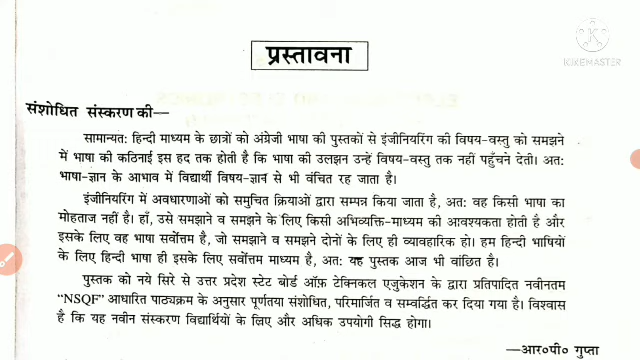 प्रस्तावना
KINEMASTER
संशोधित संस्करण की—
सामान्यत: हिन्दी माध्यम के छात्रों को अंग्रेजी भाषा की पुस्तकों से इंजीनियरिंग की विषय-वस्तु को समझने
में भाषा की कठिनाई इस हद तक होती है कि भाषा की उलझन उन्हें विषय-वस्तु तक नहीं पहुँचने देती। अत:
भाषा-ज्ञान के आभाव में विद्यार्थी विषय-ज्ञान से भी वंचित रह जाता है।
इंजीनियरिंग में अवधारणाओं को समुचित क्रियाओं द्वारा सम्पन्न किया जाता है, अत: वह किसी भाषा का
मोहताज नहीं है। हाँ, उसे समझाने व समझने के लिए किसी अभिव्यक्ति-माध्यम की आवश्यकता होती है और
इसके लिए वह भाषा सर्वोत्तम है, जो समझाने व समझने दोनों के लिए ही व्यावहारिक हो। हम हिन्दी भाषियों
के लिए हिन्दी भाषा ही इसके लिए सर्वोत्तम माध्यम है, अत: यह पुस्तक आज भी वांछित है।
पुस्तक को नये सिरे से उत्तर प्रदेश स्टेट बोर्ड ऑफ़ टेक्निकल एजुकेशन के द्वारा प्रतिपादित नवीनतम
“NSQF” आधारित पाठ्यक्रम के अनुसार पूर्णतया संशोधित, परिमार्जित व सम्वर्द्धित कर दिया गया है। विश्वास
है कि यह नवीन संस्करण विद्यार्थियों के लिए और अधिक उपयोगी सिद्ध होगा।
—आर०पी० गुप्ता